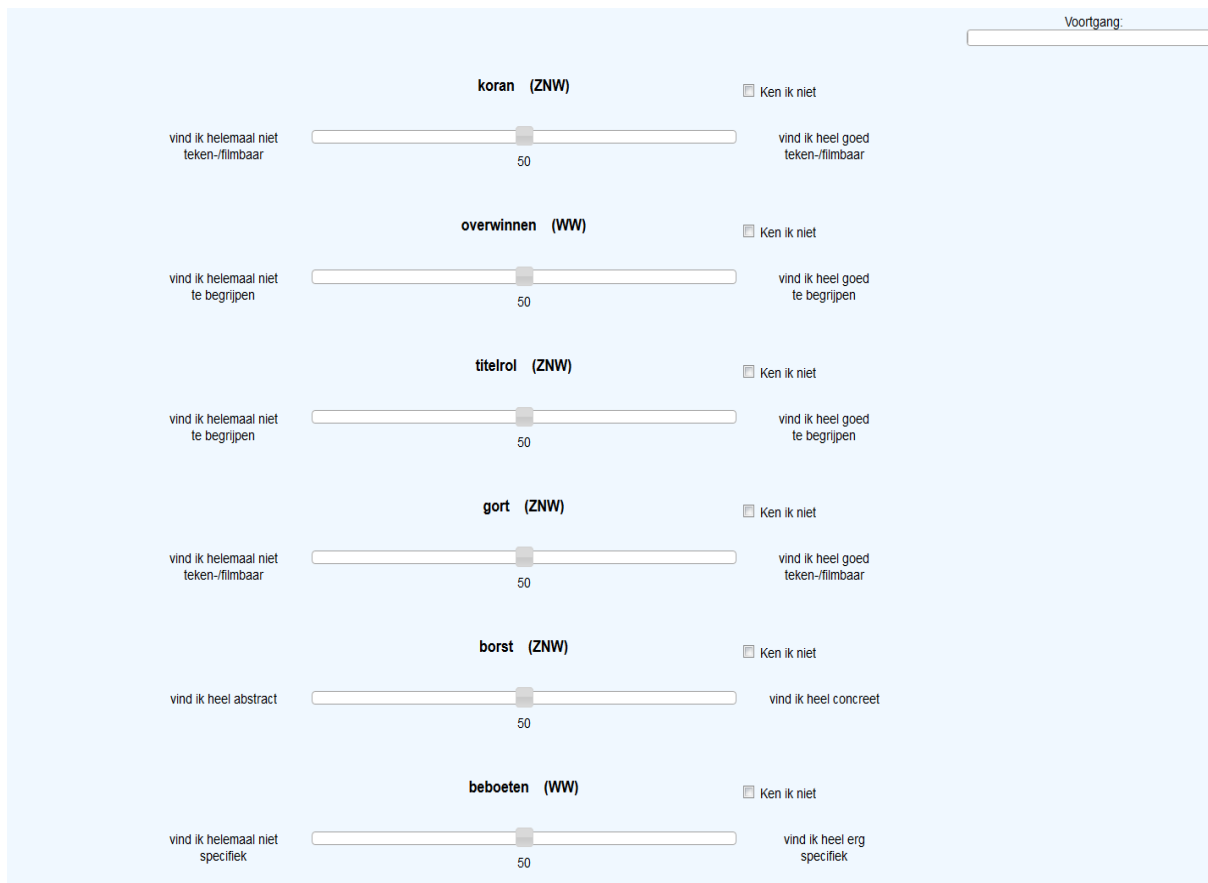 Voortgang:
koran (ZNW)
Ken ik niet
vind ik helemaal niet
teken-/filmbaar
vind ik heel goed
teken-/filmbaar
50
overwinnen (WW)
Ken ik niet
vind ik helemaal niet
te begrijpen
vind ik heel goed
te begrijpen
50
titelrol (ZNW)
Ken ik niet
vind ik helemaal niet
te begrijpen
vind ik heel goed
te begrijpen
50
gort (ZNW)
Ken ik niet
vind ik helemaal niet
teken-/filmbaar
vind ik heel goed
teken-/filmbaar
50
borst (ZNW)
Ken ik niet
vind ik heel abstract
vind ik heel concreet
50
beboeten (WW)
Ken ik niet
vind ik helemaal niet
specifiek
vind ik heel erg
specifiek
50